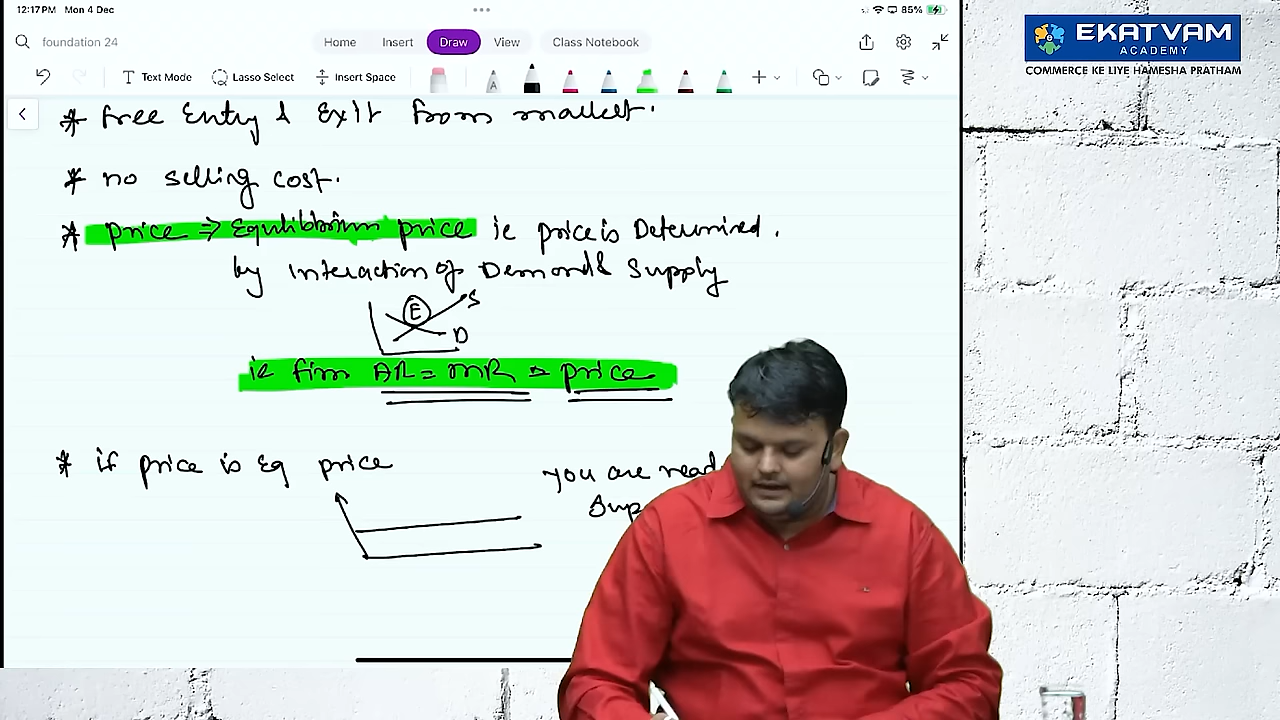 12:17 PM Mon 4 Dec
85%
EKATVAM
ACADEMY
COMMERCE KE LIYE HAMESHA PRATHAM
foundation 24
Home Insert Draw View Class Notebook
Text Mode Lasso Select Insert Space
* free Entry & Exit from market.
* no selling cost.
* price ⇒ Equilibrium price ie price is Determined.
by Interaction of Demand & Supply
E S
D
ie firm AR = MR = price
* if price is Eq price
You are read
Sup